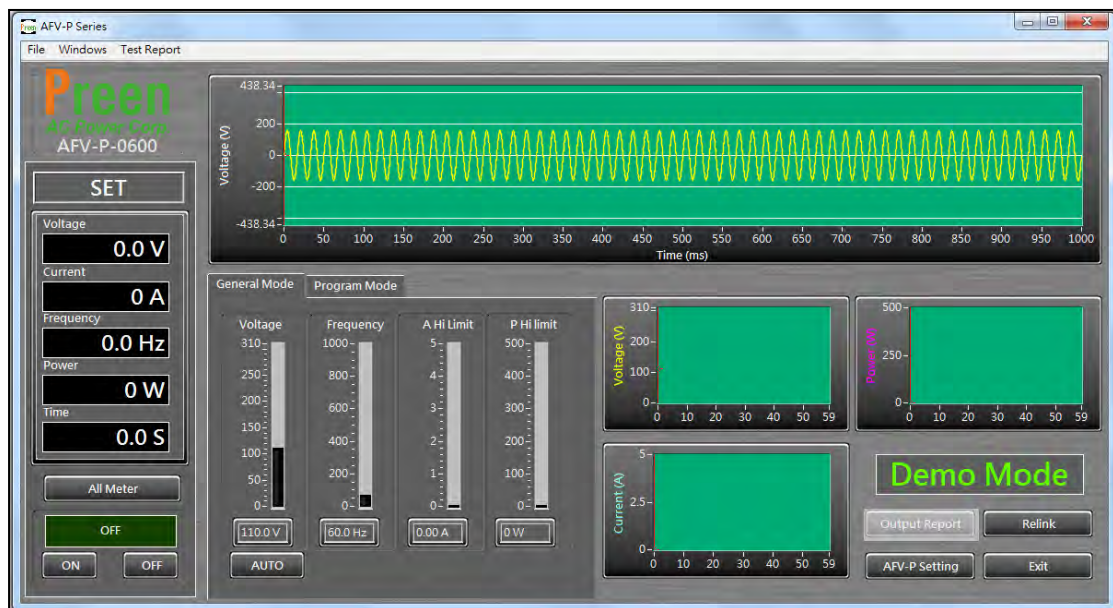 Preen AFV-P Series
File Windows Test Report
Preen
AC Power Corp.
AFV-P-0600
SET
Voltage
0.0 V
Current
0 A
Frequency
0.0 Hz
Power
0 W
Time
0.0 S
All Meter
OFF
ON OFF
Voltage (V)
438.34
200
0
-200
-438.34
0 50 100 150 200 250 300 350 400 450 500 550 600 650 700 750 800 850 900 950 1000
Time (ms)
General Mode Program Mode
Voltage Frequency A Hi Limit P Hi limit
310 1000 5 500
250 800 4 400
200 600 3 300
150 400 2 200
100 200 1 100
50
0 0 0 0
110.0 V 60.0 Hz 0.00 A 0 W
AUTO
Voltage (V)
310
200
100
0
0 10 20 30 40 50 59
Power (W)
500
250
0
0 10 20 30 40 50 59
Current (A)
5
2.5
0
0 10 20 30 40 50 59
Demo Mode
Output Report Relink
AFV-P Setting Exit